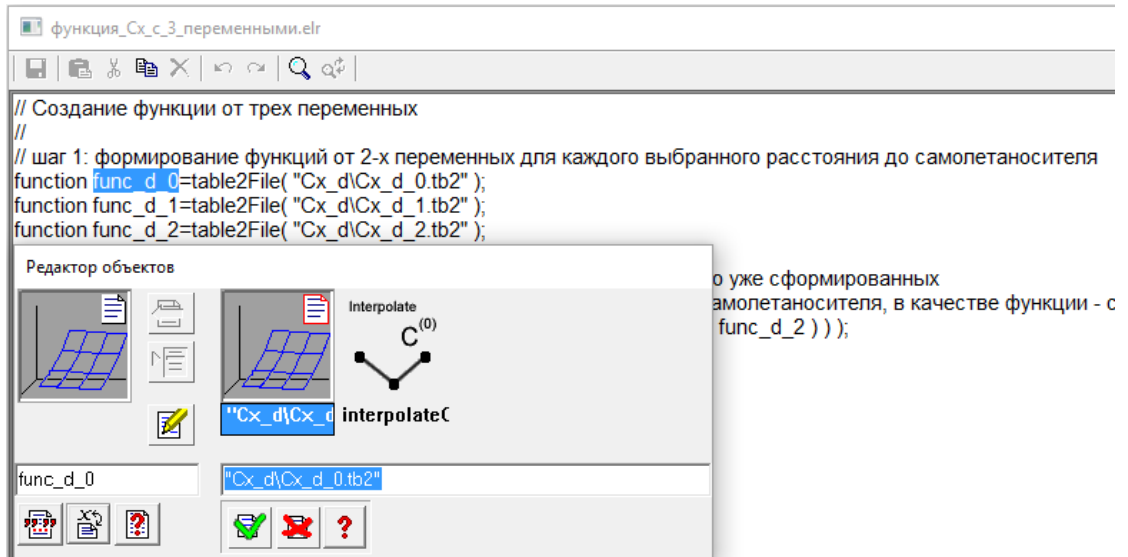 функция_Cx_с_3_переменными.elr
// Создание функции от трех переменных
//
// шаг 1: формирование функций от 2-х переменных для каждого выбранного расстояния до самолетаносителя
function func_d_0=table2File( "Cx_d\Cx_d_0.tb2" );
function func_d_1=table2File( "Cx_d\Cx_d_1.tb2" );
function func_d_2=table2File( "Cx_d\Cx_d_2.tb2" );
Редактор объектов
о уже сформированных
амолетаносителя, в качестве функции - с
func_d_2 ) ) );
Interpolate
C(0)
"Cx_d\Cx_d
interpolateC
func_d_0
"Cx_d\Cx_d_0.tb2"